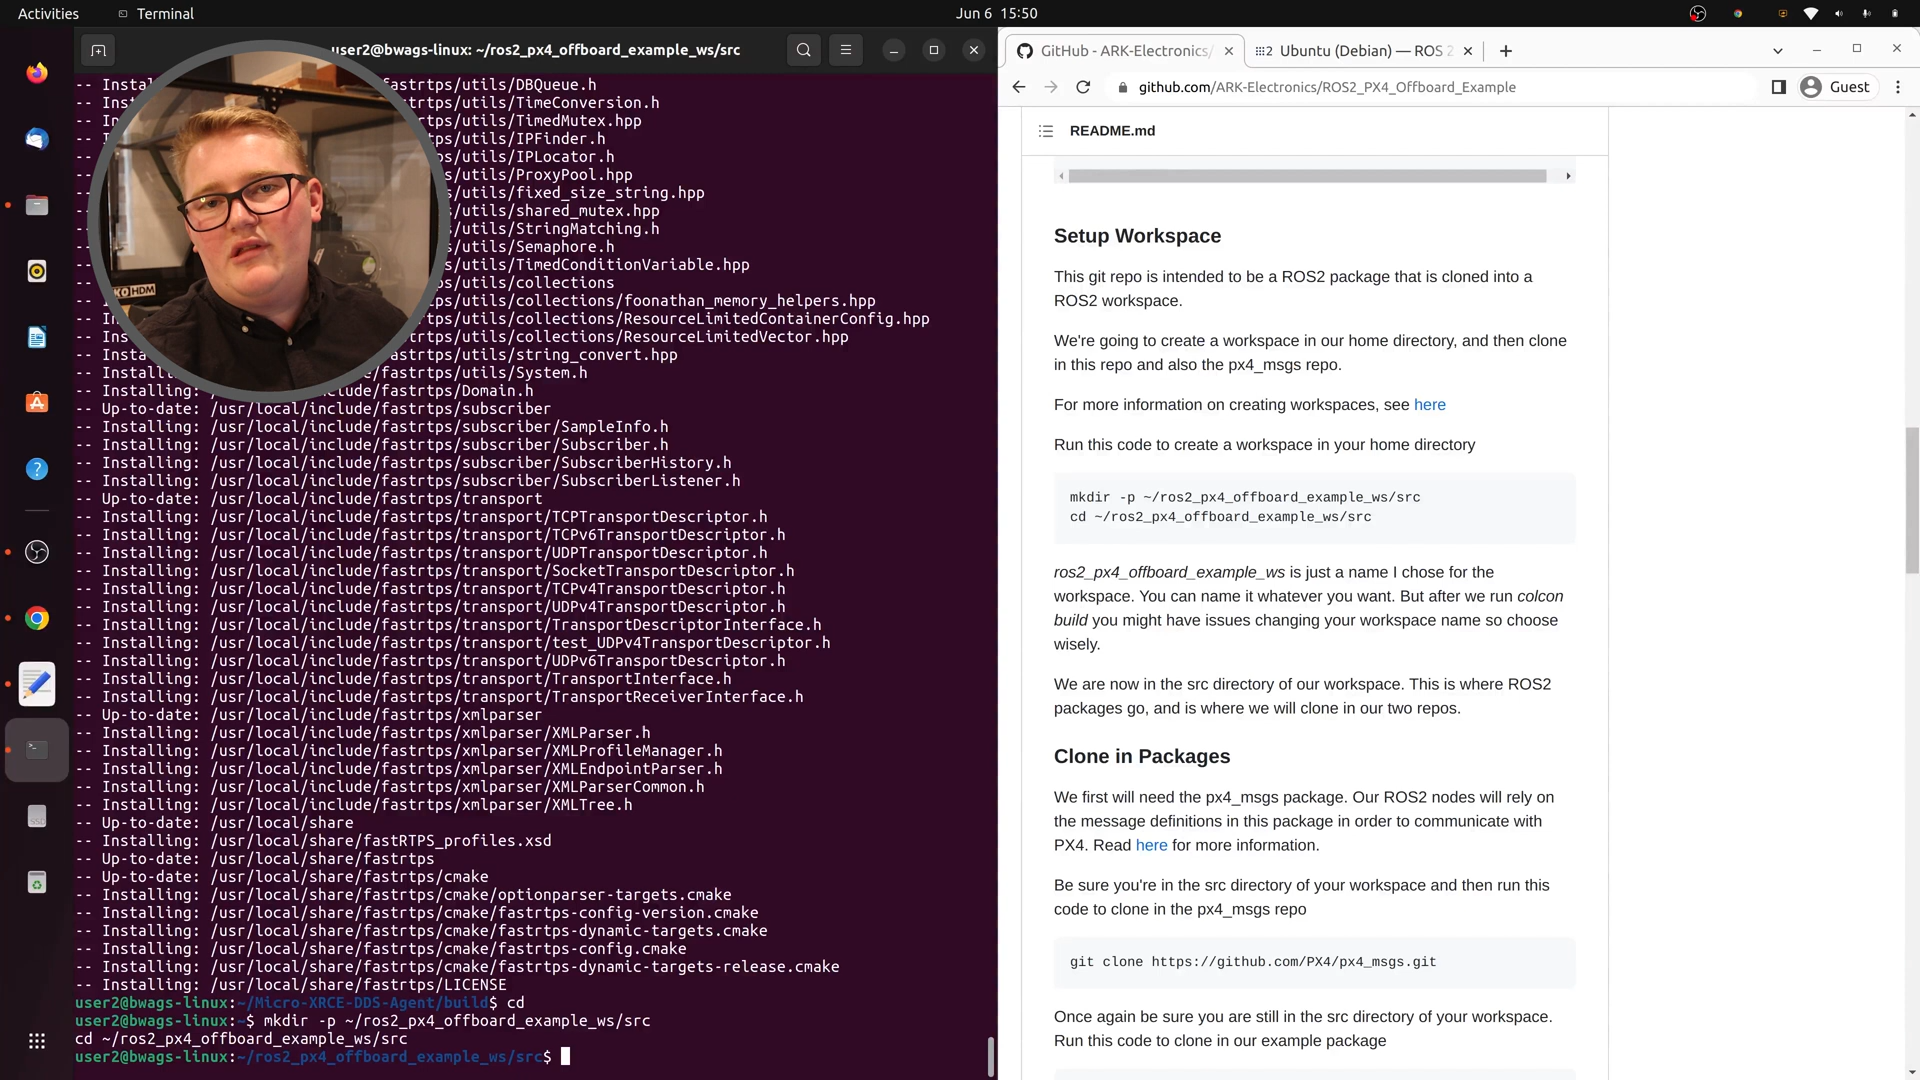 Activities
Terminal
Jun 6 15:50
user2@bwags-linux: ~/ros2_px4_offboard_example_ws/src
-- Insta
astrtps/utils/DBQueue.h
-- In
strtps/utils/TimeConversion.h
-- In
trtps/utils/TimedMutex.hpp
-- I
rtps/utils/IPFinder.h
--
tps/utils/IPLocator.h
ps/utils/ProxyPool.hpp
ps/utils/fixed_size_string.hpp
s/utils/shared_mutex.hpp
s/utils/StringMatching.h
s/utils/Semaphore.h
s/utils/TimedConditionVariable.hpp
s/utils/collections
s/utils/collections/foonathan_memory_helpers.hpp
ps/utils/collections/ResourceLimitedContainerConfig.hpp
ps/utils/collections/ResourceLimitedVector.hpp
tps/utils/string_convert.hpp
e/fastrtps/utils/System.h
-- Installing: /usr/local/include/fastrtps/Domain.h
-- Up-to-date: /usr/local/include/fastrtps/subscriber
-- Installing: /usr/local/include/fastrtps/subscriber/SampleInfo.h
-- Installing: /usr/local/include/fastrtps/subscriber/Subscriber.h
-- Installing: /usr/local/include/fastrtps/subscriber/SubscriberHistory.h
-- Installing: /usr/local/include/fastrtps/subscriber/SubscriberListener.h
-- Up-to-date: /usr/local/include/fastrtps/transport
-- Installing: /usr/local/include/fastrtps/transport/TCPTransportDescriptor.h
-- Installing: /usr/local/include/fastrtps/transport/TCPv6TransportDescriptor.h
-- Installing: /usr/local/include/fastrtps/transport/UDPTransportDescriptor.h
-- Installing: /usr/local/include/fastrtps/transport/SocketTransportDescriptor.h
-- Installing: /usr/local/include/fastrtps/transport/TCPv4TransportDescriptor.h
-- Installing: /usr/local/include/fastrtps/transport/UDPv4TransportDescriptor.h
-- Installing: /usr/local/include/fastrtps/transport/TransportDescriptorInterface.h
-- Installing: /usr/local/include/fastrtps/transport/test_UDPv4TransportDescriptor.h
-- Installing: /usr/local/include/fastrtps/transport/UDPv6TransportDescriptor.h
-- Installing: /usr/local/include/fastrtps/transport/TransportInterface.h
-- Installing: /usr/local/include/fastrtps/transport/TransportReceiverInterface.h
-- Up-to-date: /usr/local/include/fastrtps/xmlparser
-- Installing: /usr/local/include/fastrtps/xmlparser/XMLParser.h
-- Installing: /usr/local/include/fastrtps/xmlparser/XMLProfileManager.h
-- Installing: /usr/local/include/fastrtps/xmlparser/XMLEndpointParser.h
-- Installing: /usr/local/include/fastrtps/xmlparser/XMLParserCommon.h
-- Installing: /usr/local/include/fastrtps/xmlparser/XMLTree.h
-- Up-to-date: /usr/local/share
-- Installing: /usr/local/share/fastRTPS_profiles.xsd
-- Up-to-date: /usr/local/share/fastrtps
-- Up-to-date: /usr/local/share/fastrtps/cmake
-- Installing: /usr/local/share/fastrtps/cmake/optionparser-targets.cmake
-- Installing: /usr/local/share/fastrtps/cmake/fastrtps-config-version.cmake
-- Installing: /usr/local/share/fastrtps/cmake/fastrtps-dynamic-targets.cmake
-- Installing: /usr/local/share/fastrtps/cmake/fastrtps-config.cmake
-- Installing: /usr/local/share/fastrtps/cmake/fastrtps-dynamic-targets-release.cmake
-- Installing: /usr/local/share/fastrtps/LICENSE
user2@bwags-linux:~/Micro-XRCE-DDS-Agent/build$ cd
user2@bwags-linux:~$ mkdir -p ~/ros2_px4_offboard_example_ws/src
cd ~/ros2_px4_offboard_example_ws/src
user2@bwags-linux:~/ros2_px4_offboard_example_ws/src$
GitHub - ARK-Electronics/
Ubuntu (Debian) — ROS 2
github.com/ARK-Electronics/ROS2_PX4_Offboard_Example
Guest
README.md
Setup Workspace
This git repo is intended to be a ROS2 package that is cloned into a
ROS2 workspace.
We're going to create a workspace in our home directory, and then clone
in this repo and also the px4_msgs repo.
For more information on creating workspaces, see here
Run this code to create a workspace in your home directory
mkdir -p ~/ros2_px4_offboard_example_ws/src
cd ~/ros2_px4_offboard_example_ws/src
ros2_px4_offboard_example_ws is just a name I chose for the
workspace. You can name it whatever you want. But after we run colcon
build you might have issues changing your workspace name so choose
wisely.
We are now in the src directory of our workspace. This is where ROS2
packages go, and is where we will clone in our two repos.
Clone in Packages
We first will need the px4_msgs package. Our ROS2 nodes will rely on
the message definitions in this package in order to communicate with
PX4. Read here for more information.
Be sure you're in the src directory of your workspace and then run this
code to clone in the px4_msgs repo
git clone https://github.com/PX4/px4_msgs.git
Once again be sure you are still in the src directory of your workspace.
Run this code to clone in our example package